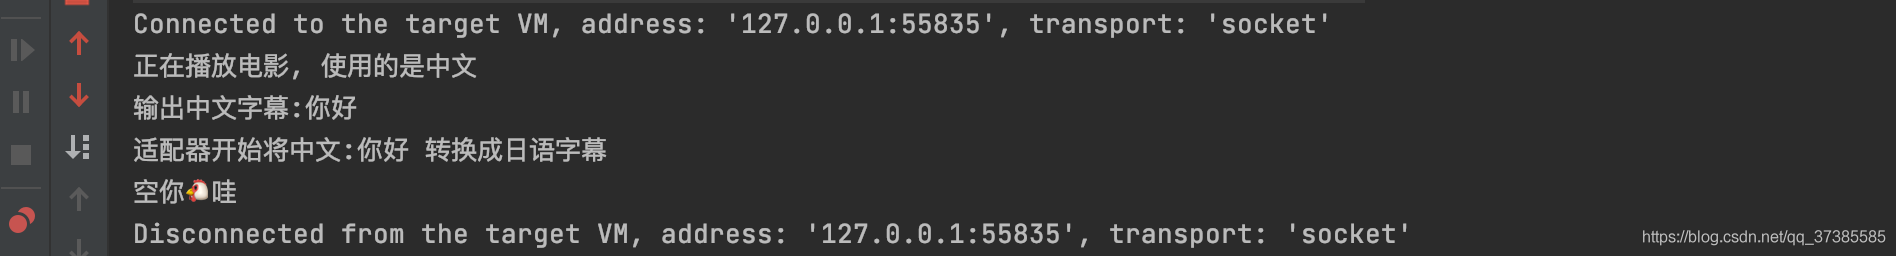 Connected to the target VM, address: '127.0.0.1:55835', transport: 'socket'
正在播放电影, 使用的是中文
输出中文字幕:你好
适配器开始将中文:你好 转换成日语字幕
空你🐔哇
Disconnected from the target VM, address: '127.0.0.1:55835', transport: 'socket'
https://blog.csdn.net/qq_37385585